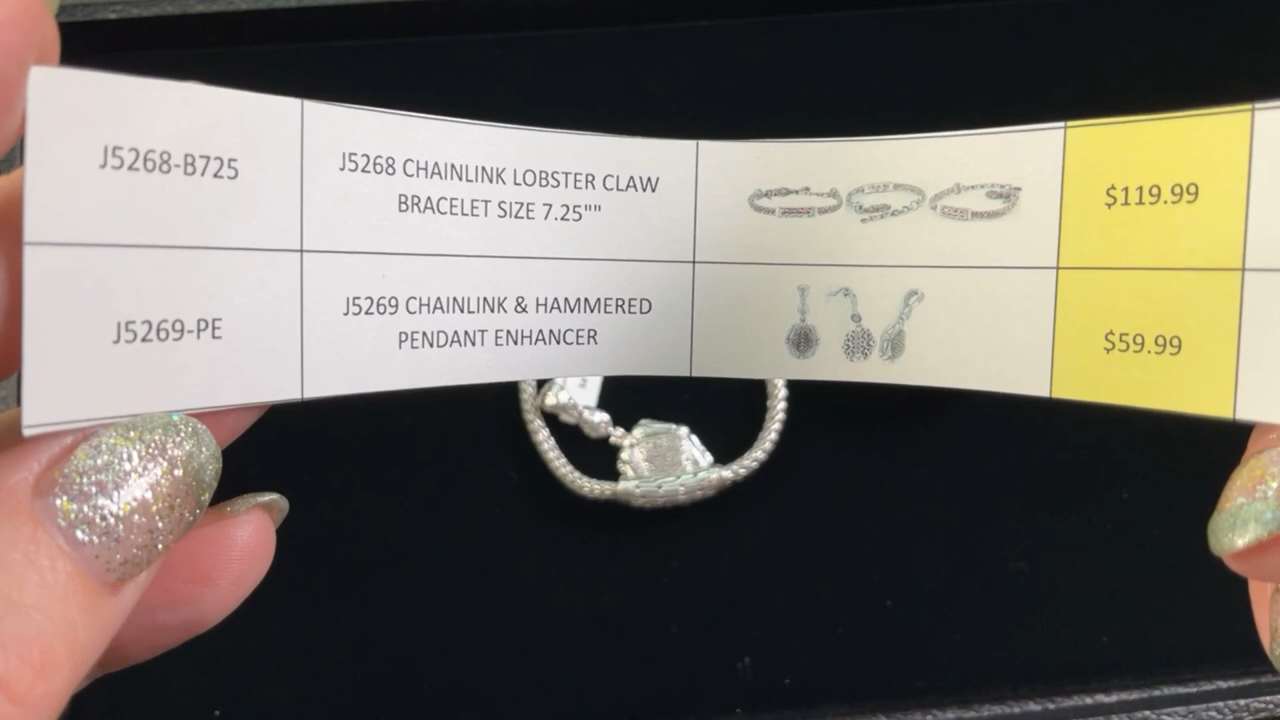 J5268-B725
J5268 CHAINLINK LOBSTER CLAW
BRACELET SIZE 7.25""
$119.99
J5269-PE
J5269 CHAINLINK & HAMMERED
PENDANT ENHANCER
$59.99